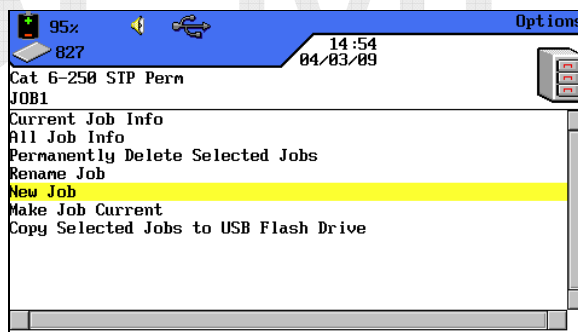 95%
Options
827
14:54
04/03/09
Cat 6-250 STP Perm
JOB1
Current Job Info
All Job Info
Permanently Delete Selected Jobs
Rename Job
New Job
Make Job Current
Copy Selected Jobs to USB Flash Drive